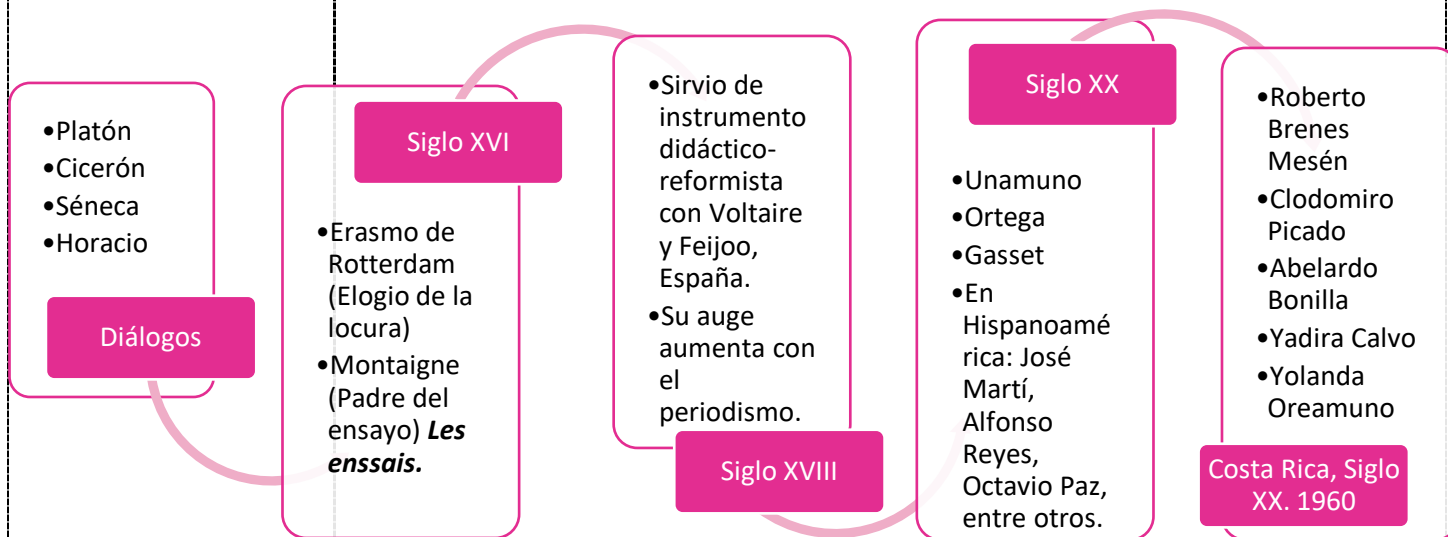 •Platón
•Cicerón
•Séneca
•Horacio
Diálogos
Siglo XVI
•Erasmo de
Rotterdam
(Elogio de la
locura)
•Montaigne
(Padre del
ensayo) Les
enssais.
•Sirvio de
instrumento
didáctico-
reformista
con Voltaire
y Feijoo,
España.
•Su auge
aumenta con
el
periodismo.
Siglo XVIII
Siglo XX
•Unamuno
•Ortega
•Gasset
•En
Hispanoamé
rica: José
Martí,
Alfonso
Reyes,
Octavio Paz,
entre otros.
•Roberto
Brenes
Mesén
•Clodomiro
Picado
•Abelardo
Bonilla
•Yadira Calvo
•Yolanda
Oreamuno
Costa Rica, Siglo
XX. 1960